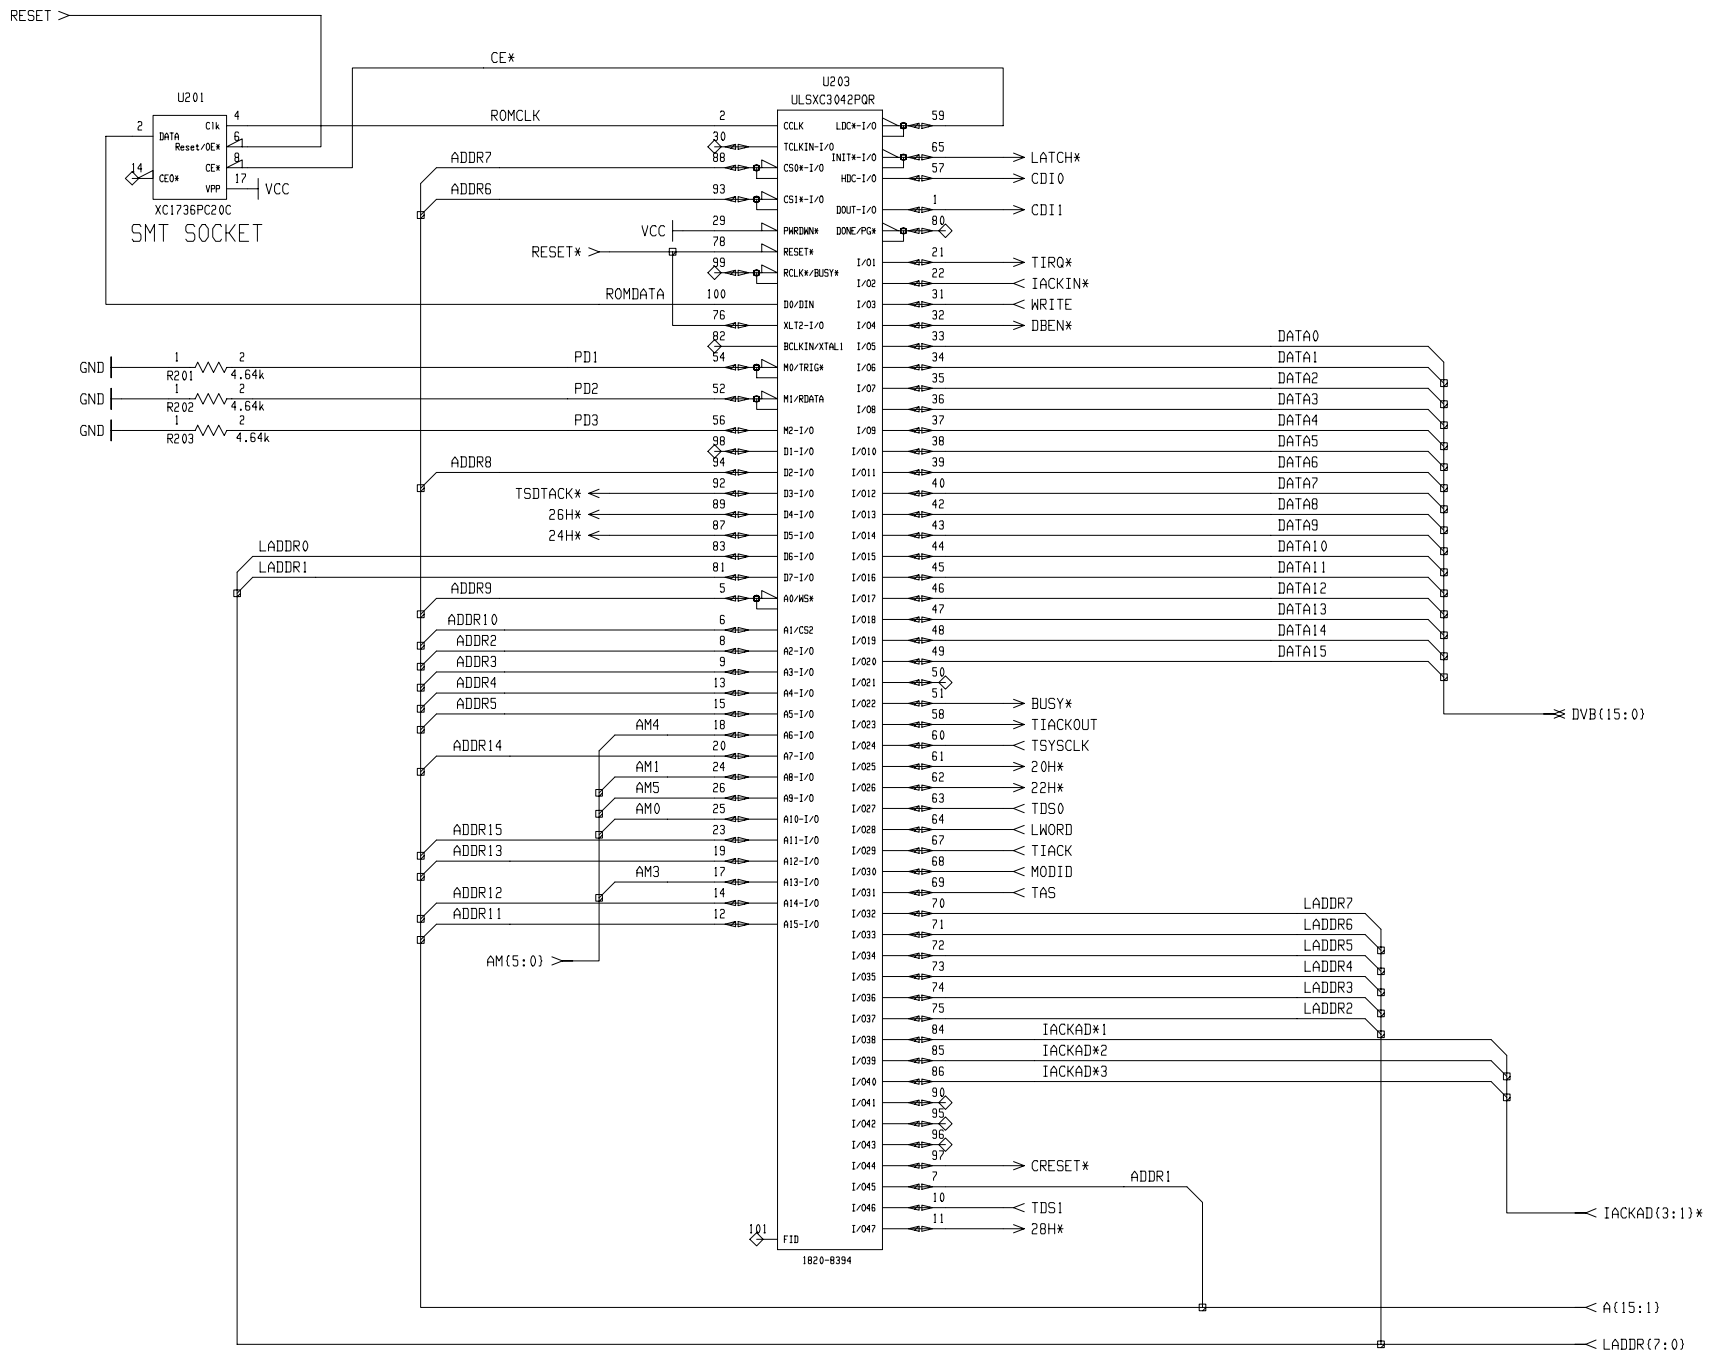 RESET
CE*
U203
ULSXC3042PQR
U201
4 ROMCLK 2 CCLK LDC*-I/O 59
2 DATA Clk
6 Reset/OE* 30 TCLKIN-I/O
8 CE* ADDR7 88 CS0*-I/O INIT*-I/O 65 LATCH*
14 CEO* HDC-I/O 57 CDI0
17 VPP VCC ADDR6 93 CS1*-I/O
XC1736PC20C DOUT-I/O 1 CDI1
SMT SOCKET
VCC 29 PWRDWN* DONE/PG* 80
RESET* 78 RESET*
I/O1 21 TIRQ*
99 RCLK*/BUSY*
I/O2 22 IACKIN*
ROMDATA 100 D0/DIN I/O3 31 WRITE
76 XLT2-I/O I/O4 32 DBEN*
82 BCLKIN/XTAL1 I/O5 33 DATA0
GND 1 R201 2 4.64k PD1 54 M0/TRIG* I/O6 34 DATA1
I/O7 35 DATA2
GND 1 R202 2 4.64k PD2 52 M1/RDATA
I/O8 36 DATA3
GND 1 R203 2 4.64k PD3 56 M2-I/O I/O9 37 DATA4
98 D1-I/O I/O10 38 DATA5
ADDR8 94 D2-I/O I/O11 39 DATA6
TSDTACK* 92 D3-I/O I/O12 40 DATA7
26H* 89 D4-I/O I/O13 42 DATA8
24H* 87 D5-I/O I/O14 43 DATA9
LADDR0 83 D6-I/O I/O15 44 DATA10
LADDR1 81 D7-I/O I/O16 45 DATA11
ADDR9 5 A0/WS* I/O17 46 DATA12
I/O18 47 DATA13
ADDR10 6 A1/CS2
I/O19 48 DATA14
ADDR2 8 A2-I/O
I/O20 49 DATA15
ADDR3 9 A3-I/O
I/O21 50
ADDR4 13 A4-I/O
I/O22 51 BUSY*
ADDR5 15 A5-I/O DVB(15:0)
I/O23 58 TIACKOUT
AM4 18 A6-I/O
I/O24 60 TSYSCLK
ADDR14 20 A7-I/O
I/O25 61 20H*
AM1 24 A8-I/O
I/O26 62 22H*
AM5 26 A9-I/O
I/O27 63 TDS0
AM0 25 A10-I/O
I/O28 64 LWORD
ADDR15 23 A11-I/O
I/O29 67 TIACK
ADDR13 19 A12-I/O
I/O30 68 MODID
AM3 17 A13-I/O
I/O31 69 TAS
ADDR12 14 A14-I/O
I/O32 70 LADDR7
ADDR11 12 A15-I/O
I/O33 71 LADDR6
I/O34 72 LADDR5
AM(5:0)
I/O35 73 LADDR4
I/O36 74 LADDR3
I/O37 75 LADDR2
I/O38 84 IACKAD*1
I/O39 85 IACKAD*2
I/O40 86 IACKAD*3
I/O41 90
I/O42 95
I/O43 96
I/O44 97 CRESET*
I/O45 7 ADDR1
I/O46 10 TDS1
IACKAD(3:1)*
I/O47 11 28H*
101 FID
1820-8394
A(15:1)
LADDR(7:0)